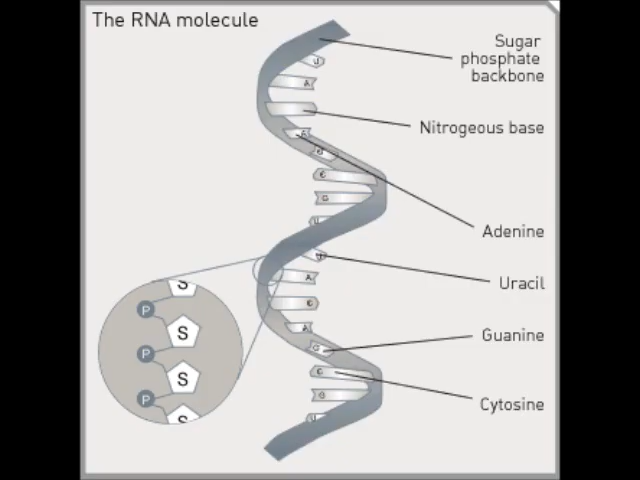 The RNA molecule
Sugar
phosphate
backbone
Nitrogeous base
Adenine
Uracil
Guanine
Cytosine
U
A
A
G
C
G
U
A
C
A
G
C
G
U
S
P
S
P
S
P
S